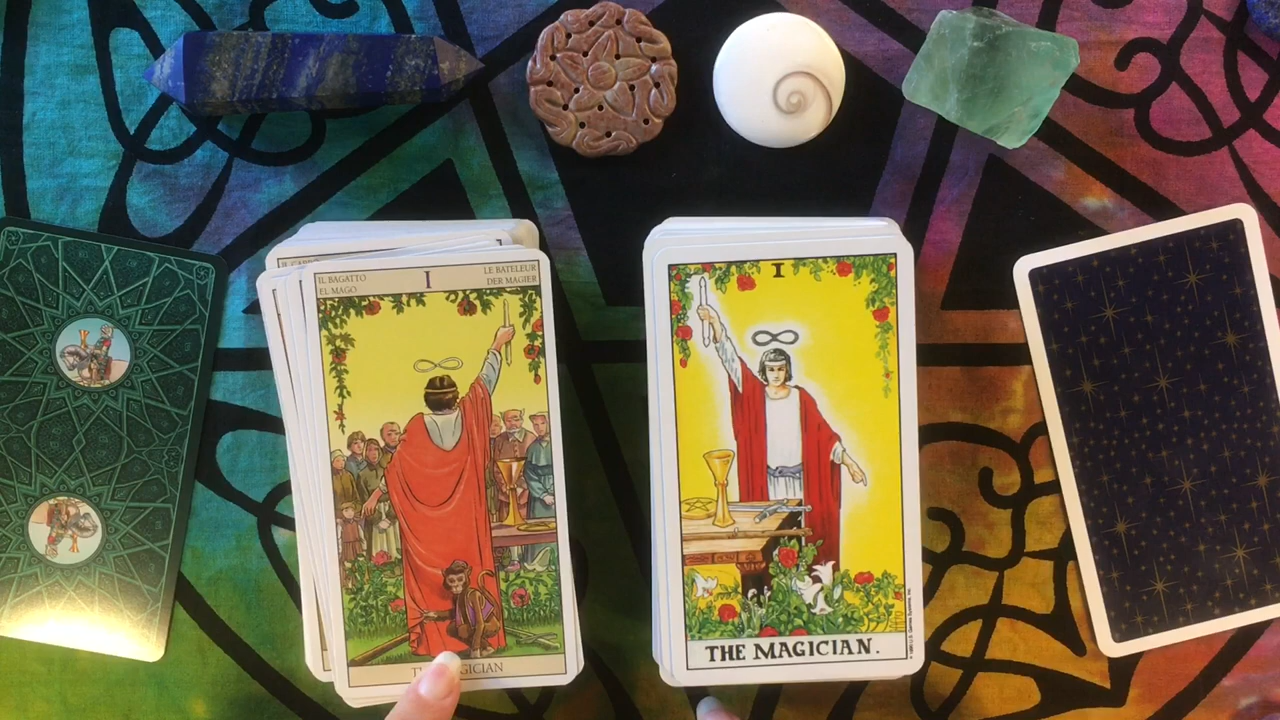 IL BAGATTO
EL MAGO
I
LE BATELEUR
DER MAGIER
I
THE MAGICIAN.